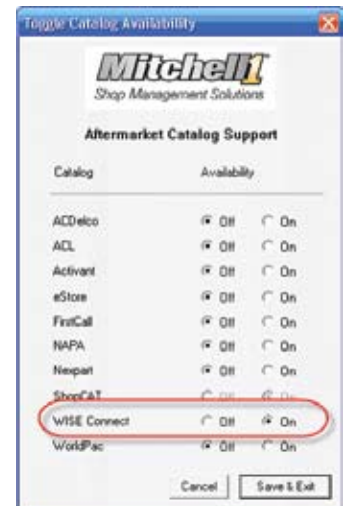 Toggle Catalog Availability
Mitchell1
Shop Management Solutions
Aftermarket Catalog Support
Catalog Availability
ACDelco Off On
ACL Off On
Activant Off On
eStore Off On
FirstCall Off On
NAPA Off On
Nexpart Off On
ShopCAT Off On
WISE Connect Off On
WorldPac Off On
Cancel Save & Exit